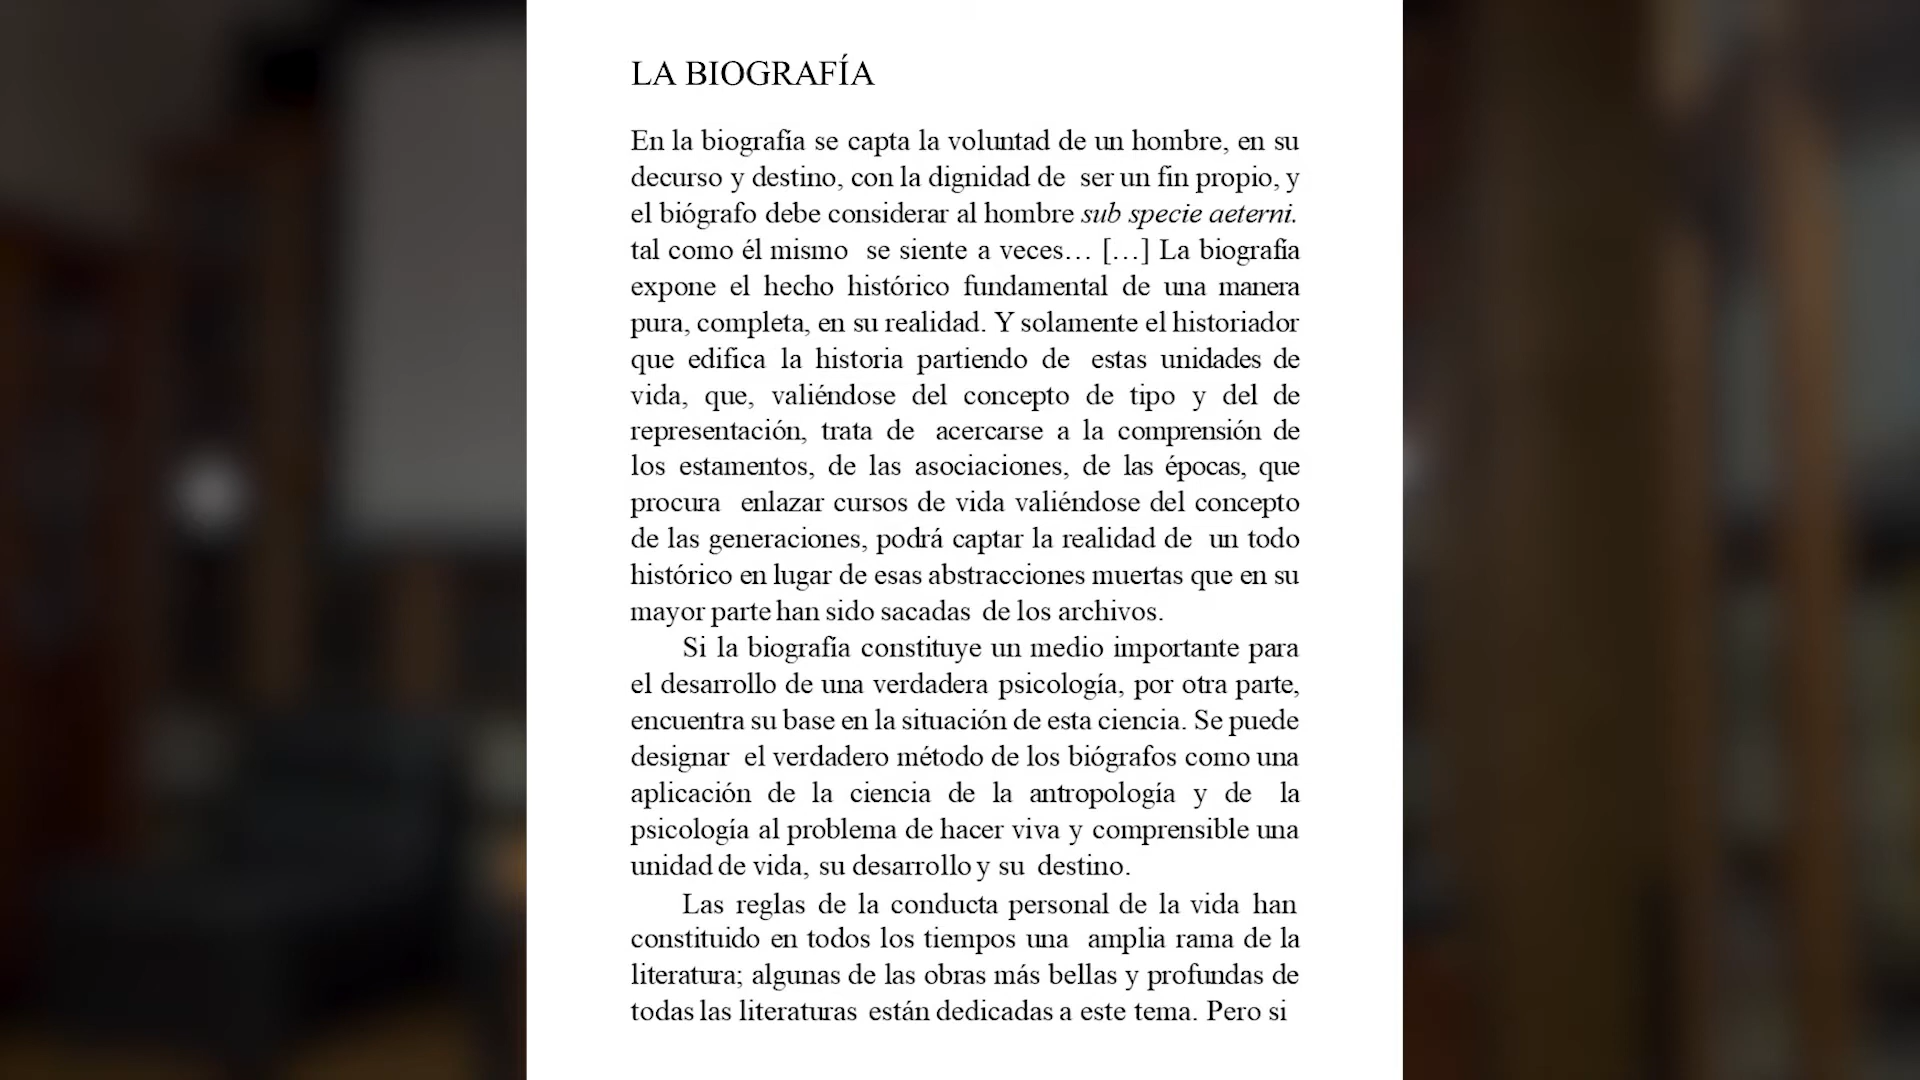 LA BIOGRAFÍA
En la biografía se capta la voluntad de un hombre, en su
decurso y destino, con la dignidad de ser un fin propio, y
el biógrafo debe considerar al hombre sub specie aeterni.
tal como él mismo se siente a veces… […] La biografía
expone el hecho histórico fundamental de una manera
pura, completa, en su realidad. Y solamente el historiador
que edifica la historia partiendo de estas unidades de
vida, que, valiéndose del concepto de tipo y del de
representación, trata de acercarse a la comprensión de
los estamentos, de las asociaciones, de las épocas, que
procura enlazar cursos de vida valiéndose del concepto
de las generaciones, podrá captar la realidad de un todo
histórico en lugar de esas abstracciones muertas que en su
mayor parte han sido sacadas de los archivos.
Si la biografía constituye un medio importante para
el desarrollo de una verdadera psicología, por otra parte,
encuentra su base en la situación de esta ciencia. Se puede
designar el verdadero método de los biógrafos como una
aplicación de la ciencia de la antropología y de la
psicología al problema de hacer viva y comprensible una
unidad de vida, su desarrollo y su destino.
Las reglas de la conducta personal de la vida han
constituido en todos los tiempos una amplia rama de la
literatura; algunas de las obras más bellas y profundas de
todas las literaturas están dedicadas a este tema. Pero si